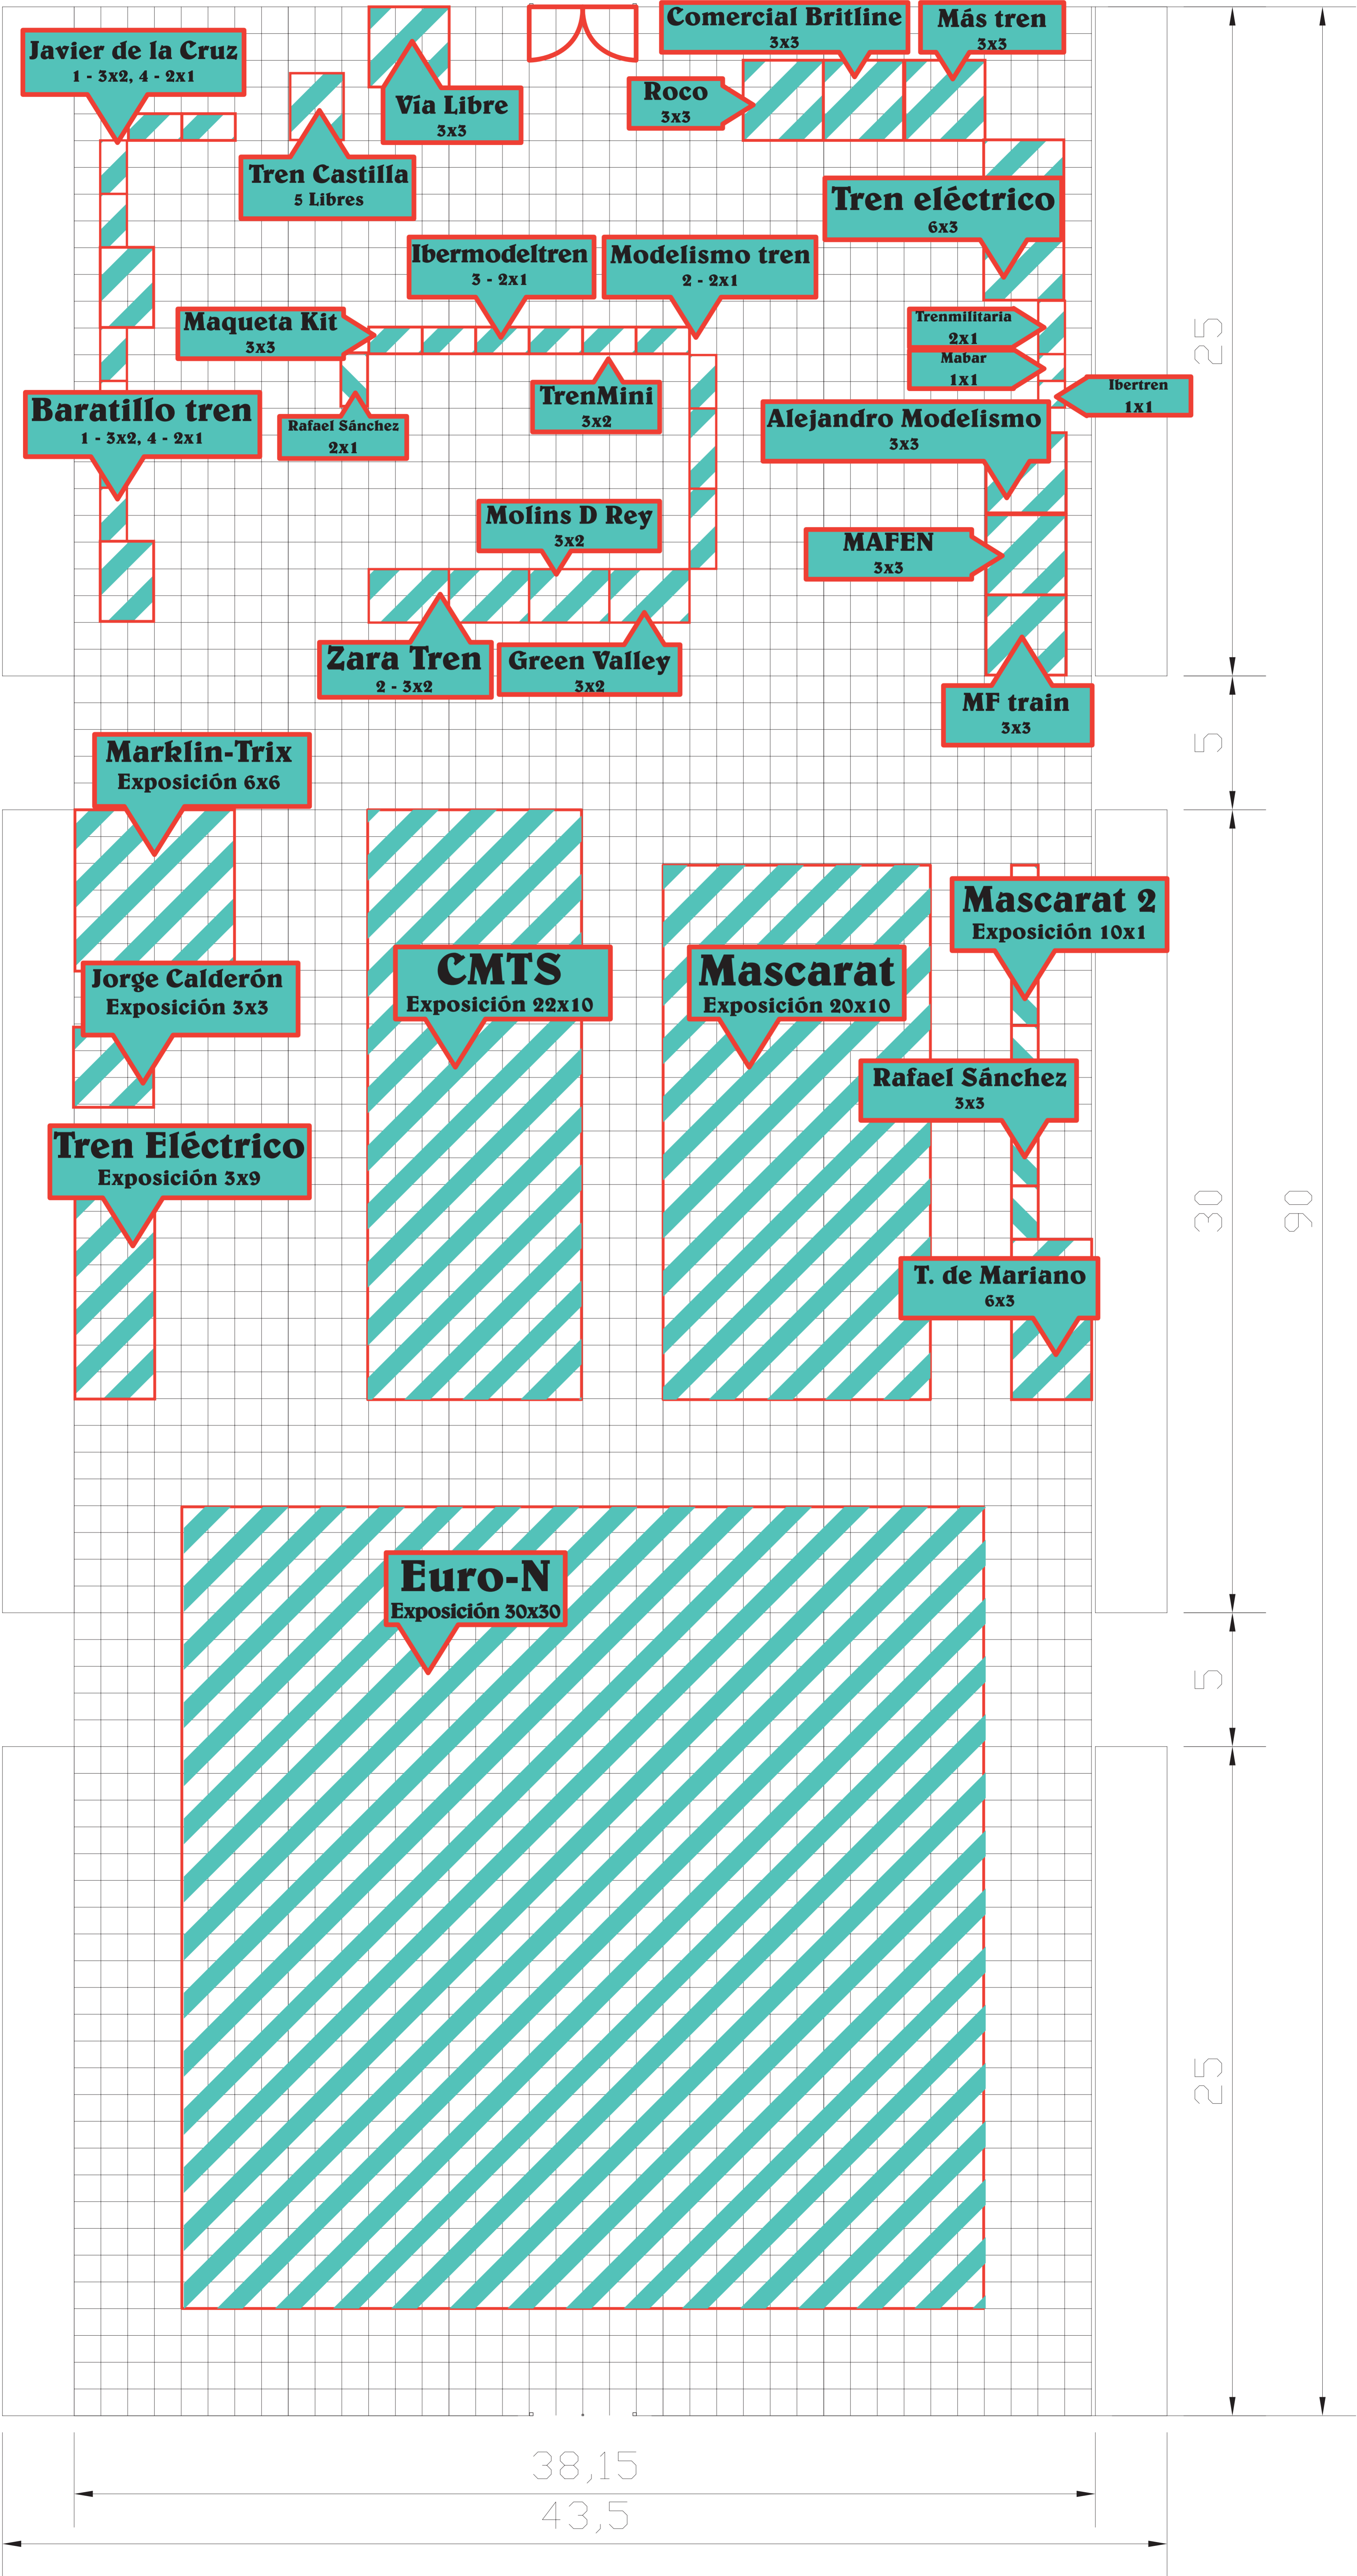 Javier de la Cruz
1 - 3x2, 4 - 2x1
Vía Libre
3x3
Comercial Britline
3x3
Más tren
3x3
Roco
3x3
Tren Castilla
5 Libres
Tren eléctrico
6x3
Ibermodeltren
3 - 2x1
Modelismo tren
2 - 2x1
Maqueta Kit
3x3
Trenmilitaria
2x1
Mabar
1x1
Ibertren
1x1
Baratillo tren
1 - 3x2, 4 - 2x1
Rafael Sánchez
2x1
TrenMini
3x2
Alejandro Modelismo
3x3
Molins D Rey
3x2
MAFEN
3x3
Zara Tren
2 - 3x2
Green Valley
3x2
MF train
3x3
25
5
Marklin-Trix
Exposición 6x6
Mascarat 2
Exposición 10x1
CMTS
Exposición 22x10
Mascarat
Exposición 20x10
Jorge Calderón
Exposición 3x3
Rafael Sánchez
3x3
Tren Eléctrico
Exposición 3x9
30
90
T. de Mariano
6x3
Euro-N
Exposición 30x30
5
25
38,15
43,5